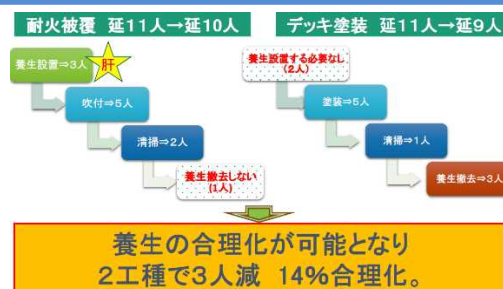 耐火被覆 延11人→延10人
養生設置⇒3人
肝
吹付⇒5人
清掃⇒2人
養生撤去しない
(1人)
デッキ塗装 延11人→延9人
養生設置する必要なし
(2人)
塗装⇒5人
清掃⇒1人
養生撤去⇒3人
養生の合理化が可能となり
2工種で3人減 14%合理化。